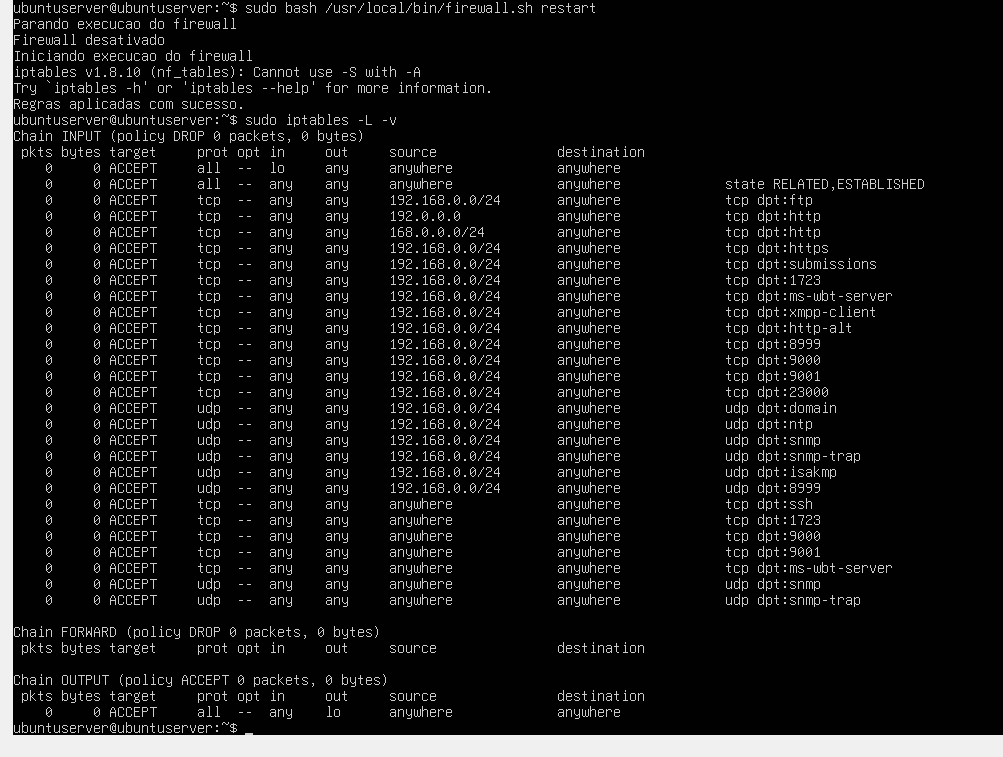 ubuntuserver@ubuntuserver:~$ sudo bash /usr/local/bin/firewall.sh restart
Parando execucao do firewall
Firewall desativado
Iniciando execucao do firewall
iptables v1.8.10 (nf_tables): Cannot use -S with -A
Try `iptables -h' or 'iptables --help' for more information.
Regras aplicadas com sucesso.
ubuntuserver@ubuntuserver:~$ sudo iptables -L -v
Chain INPUT (policy DROP 0 packets, 0 bytes)
 pkts bytes target     prot opt in     out     source               destination
    0     0 ACCEPT     all  --  lo     any     anywhere             anywhere
    0     0 ACCEPT     all  --  any    any     anywhere             anywhere             state RELATED,ESTABLISHED
    0     0 ACCEPT     tcp  --  any    any     192.168.0.0/24       anywhere             tcp dpt:ftp
    0     0 ACCEPT     tcp  --  any    any     192.0.0.0            anywhere             tcp dpt:http
    0     0 ACCEPT     tcp  --  any    any     168.0.0.0/24         anywhere             tcp dpt:http
    0     0 ACCEPT     tcp  --  any    any     192.168.0.0/24       anywhere             tcp dpt:https
    0     0 ACCEPT     tcp  --  any    any     192.168.0.0/24       anywhere             tcp dpt:submissions
    0     0 ACCEPT     tcp  --  any    any     192.168.0.0/24       anywhere             tcp dpt:1723
    0     0 ACCEPT     tcp  --  any    any     192.168.0.0/24       anywhere             tcp dpt:ms-wbt-server
    0     0 ACCEPT     tcp  --  any    any     192.168.0.0/24       anywhere             tcp dpt:xmpp-client
    0     0 ACCEPT     tcp  --  any    any     192.168.0.0/24       anywhere             tcp dpt:http-alt
    0     0 ACCEPT     tcp  --  any    any     192.168.0.0/24       anywhere             tcp dpt:8999
    0     0 ACCEPT     tcp  --  any    any     192.168.0.0/24       anywhere             tcp dpt:9000
    0     0 ACCEPT     tcp  --  any    any     192.168.0.0/24       anywhere             tcp dpt:9001
    0     0 ACCEPT     tcp  --  any    any     192.168.0.0/24       anywhere             tcp dpt:23000
    0     0 ACCEPT     udp  --  any    any     192.168.0.0/24       anywhere             udp dpt:domain
    0     0 ACCEPT     udp  --  any    any     192.168.0.0/24       anywhere             udp dpt:ntp
    0     0 ACCEPT     udp  --  any    any     192.168.0.0/24       anywhere             udp dpt:snmp
    0     0 ACCEPT     udp  --  any    any     192.168.0.0/24       anywhere             udp dpt:snmp-trap
    0     0 ACCEPT     udp  --  any    any     192.168.0.0/24       anywhere             udp dpt:isakmp
    0     0 ACCEPT     udp  --  any    any     192.168.0.0/24       anywhere             udp dpt:8999
    0     0 ACCEPT     tcp  --  any    any     anywhere             anywhere             tcp dpt:ssh
    0     0 ACCEPT     tcp  --  any    any     anywhere             anywhere             tcp dpt:1723
    0     0 ACCEPT     tcp  --  any    any     anywhere             anywhere             tcp dpt:9000
    0     0 ACCEPT     tcp  --  any    any     anywhere             anywhere             tcp dpt:9001
    0     0 ACCEPT     tcp  --  any    any     anywhere             anywhere             tcp dpt:ms-wbt-server
    0     0 ACCEPT     udp  --  any    any     anywhere             anywhere             udp dpt:snmp
    0     0 ACCEPT     udp  --  any    any     anywhere             anywhere             udp dpt:snmp-trap
Chain FORWARD (policy DROP 0 packets, 0 bytes)
 pkts bytes target     prot opt in     out     source               destination
Chain OUTPUT (policy ACCEPT 0 packets, 0 bytes)
 pkts bytes target     prot opt in     out     source               destination
    0     0 ACCEPT     all  --  any    lo      anywhere             anywhere
ubuntuserver@ubuntuserver:~$ _